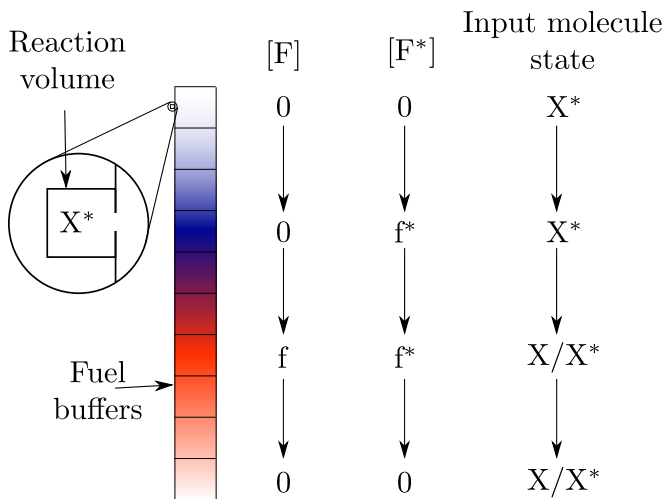 Reaction
volume
[F]
[F*]
Input molecule
state
0 0 X*
X*
0 f* X*
f f* X/X*
Fuel
buffers
0 0 X/X*